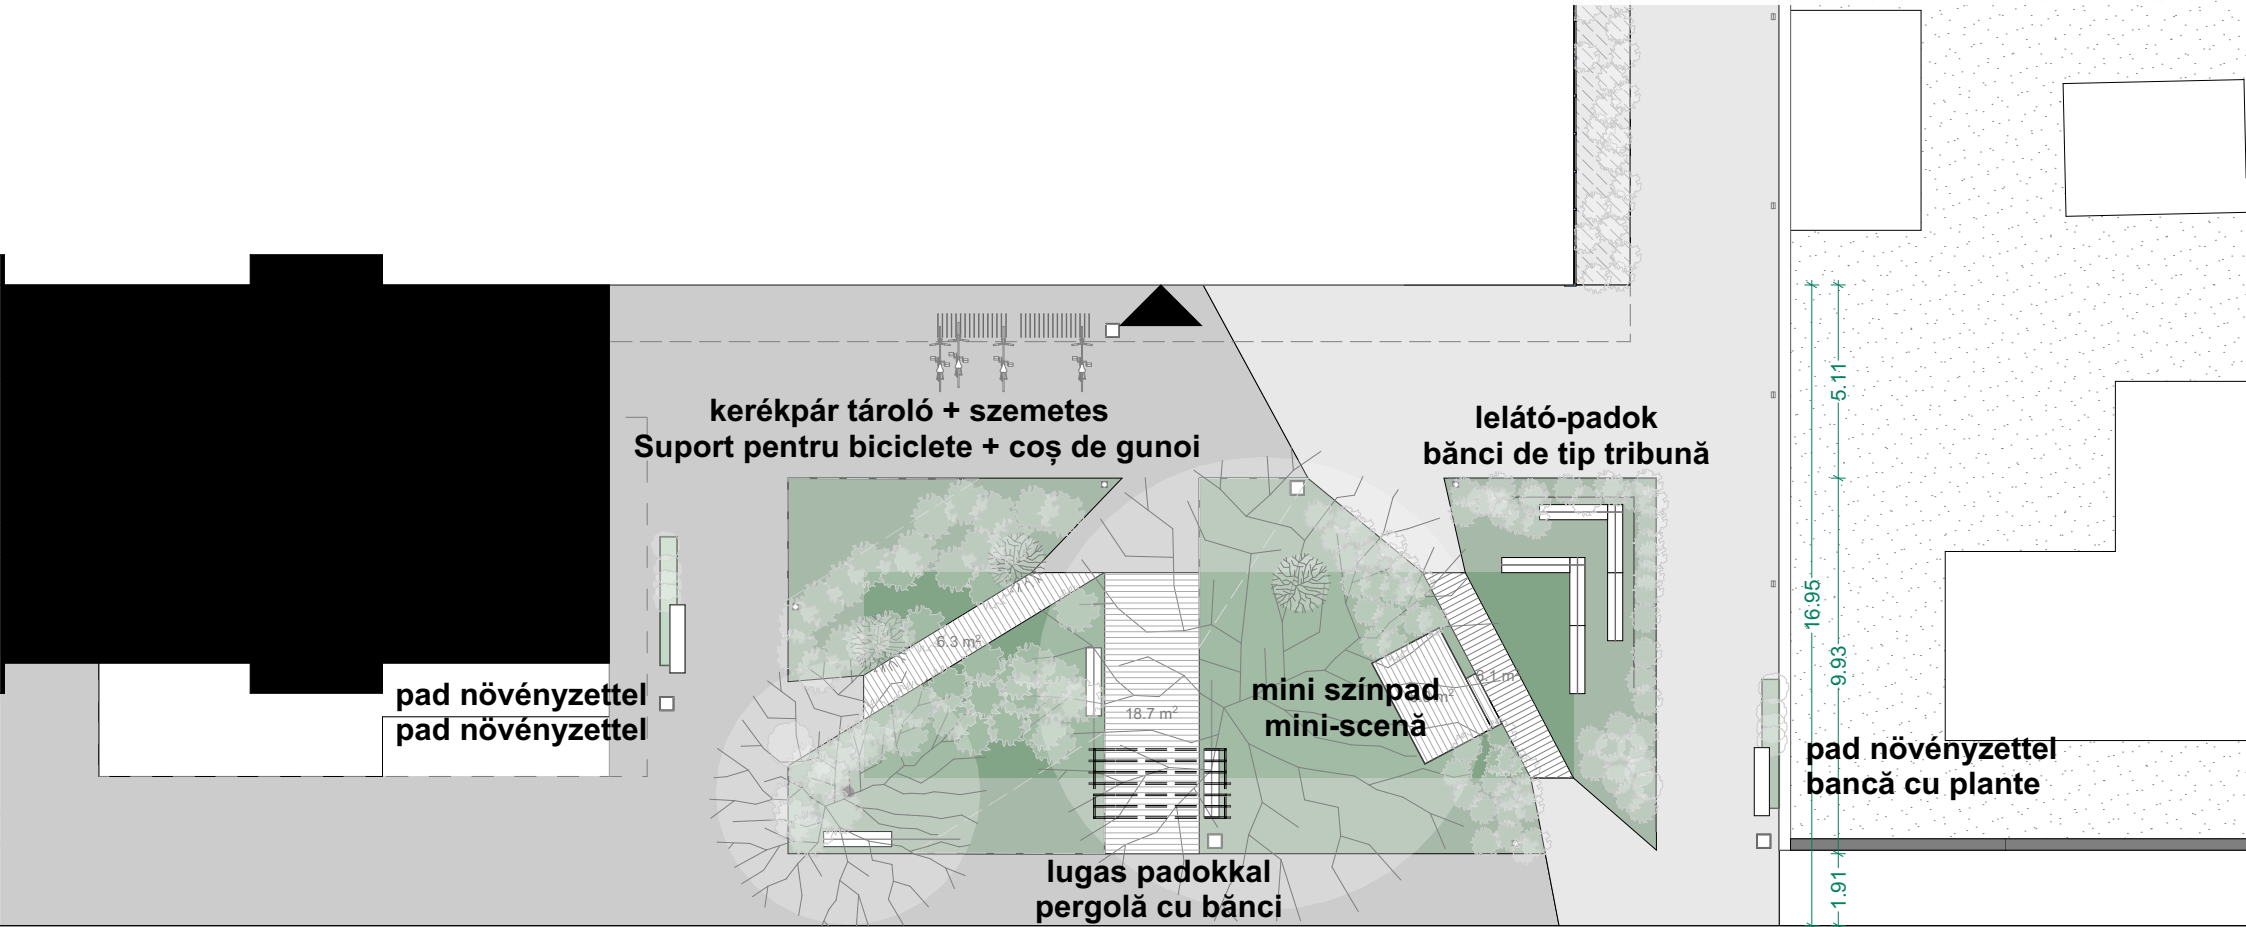 kerékpár tároló + szemetes
Suport pentru biciclete + coș de gunoi
lelátó-padok
bănci de tip tribună
5.11
16.95
6.3 m²
9.93
pad növényzettel
pad növényzettel
mini színpad
mini-scenă
18.7 m²
pad növényzettel
bancă cu plante
lugas padokkal
pergolă cu bănci
1.91